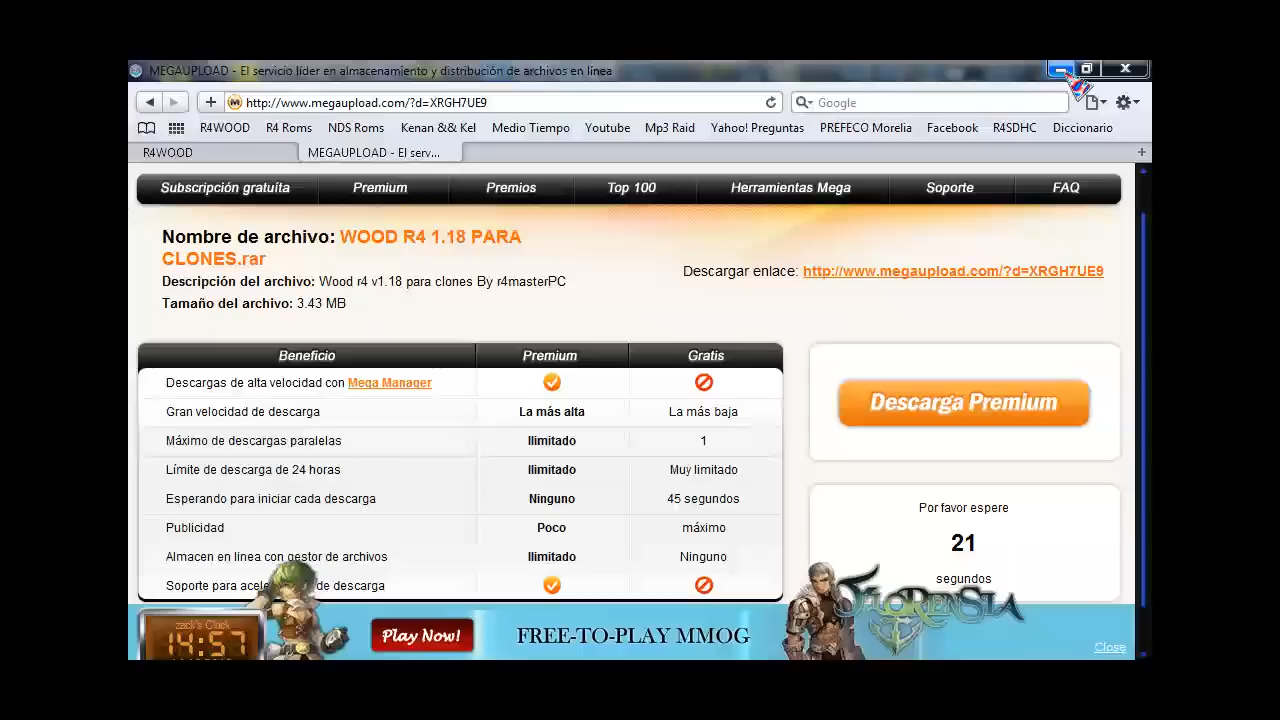 MEGAUPLOAD - El servicio líder en almacenamiento y distribución de archivos en línea
http://www.megaupload.com/?d=XRGH7UE9
Google
R4WOOD R4 Roms NDS Roms Kenan && Kel Medio Tiempo Youtube Mp3 Raid Yahoo! Preguntas PREFECO Morelia Facebook R4SDHC Diccionario
R4WOOD MEGAUPLOAD - El serv...
Subscripción gratuíta Premium Premios Top 100 Herramientas Mega Soporte FAQ
Nombre de archivo: WOOD R4 1.18 PARA
CLONES.rar
Descripción del archivo: Wood r4 v1.18 para clones By r4masterPC
Tamaño del archivo: 3.43 MB
Descargar enlace: http://www.megaupload.com/?d=XRGH7UE9
Beneficio Premium Gratis
Descargas de alta velocidad con Mega Manager
Gran velocidad de descarga La más alta La más baja
Máximo de descargas paralelas Ilimitado 1
Límite de descarga de 24 horas Ilimitado Muy limitado
Esperando para iniciar cada descarga Ninguno 45 segundos
Publicidad Poco máximo
Almacen en línea con gestor de archivos Ilimitado Ninguno
Soporte para acele de descarga
Descarga Premium
Por favor espere
21
segundos
zack's Clock
14:57
Play Now!
FREE-TO-PLAY MMOG
FLORENSIA
Close